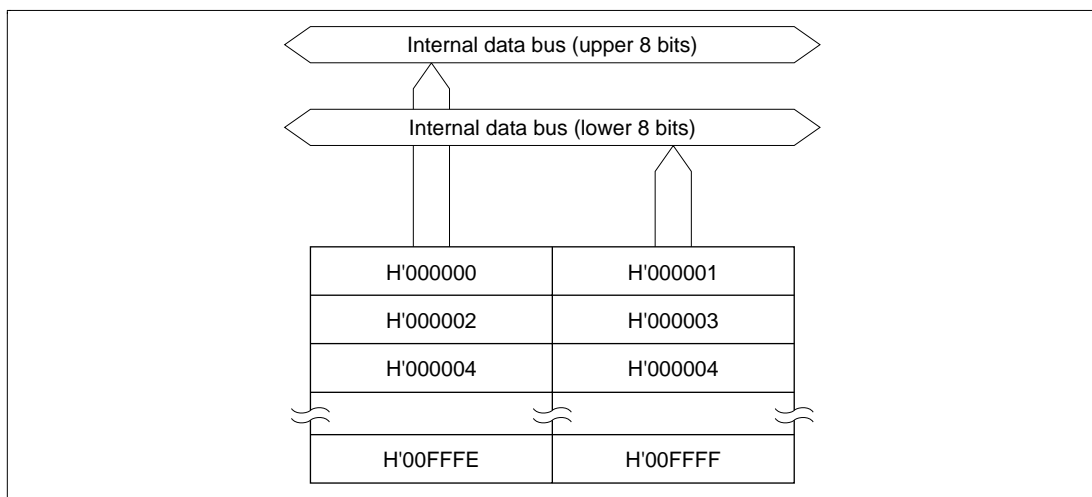 Internal data bus (upper 8 bits)
Internal data bus (lower 8 bits)
H'000000 H'000001
H'000002 H'000003
H'000004 H'000004
H'00FFFE H'00FFFF